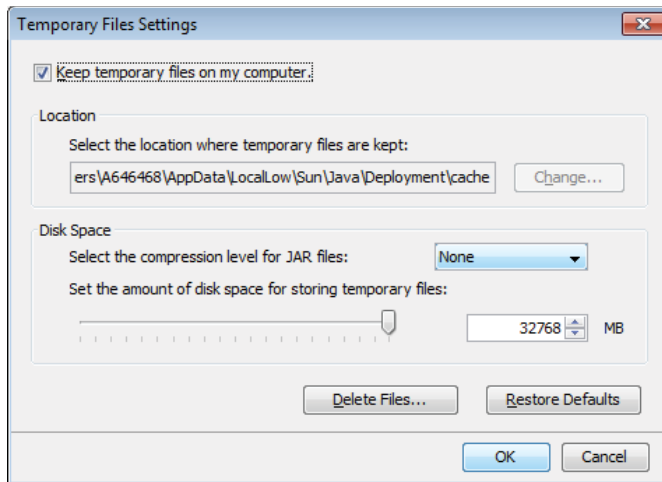 Temporary Files Settings
Keep temporary files on my computer.
Location
Select the location where temporary files are kept:
ers\A646468\AppData\LocalLow\Sun\Java\Deployment\cache
Change...
Disk Space
Select the compression level for JAR files:
None
Set the amount of disk space for storing temporary files:
32768
MB
Delete Files...
Restore Defaults
OK
Cancel